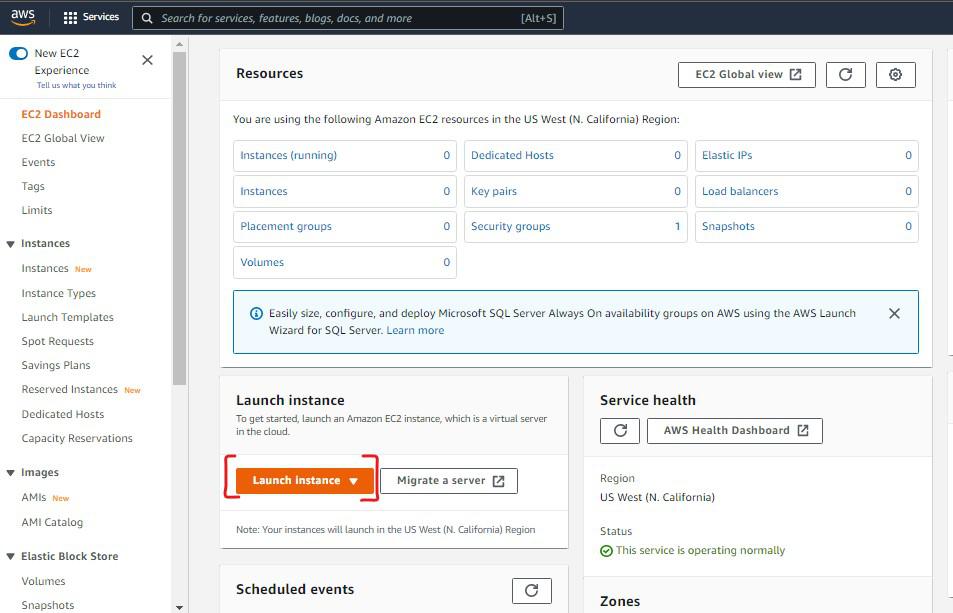 aws
Services
Search for services, features, blogs, docs, and more
[Alt+S]
New EC2
Experience
Tell us what you think
EC2 Dashboard
EC2 Global View
Events
Tags
Limits
Instances
Instances New
Instance Types
Launch Templates
Spot Requests
Savings Plans
Reserved Instances New
Dedicated Hosts
Capacity Reservations
Images
AMIs New
AMI Catalog
Elastic Block Store
Volumes
Snapshots
Resources
EC2 Global view
You are using the following Amazon EC2 resources in the US West (N. California) Region:
Instances (running) 0
Dedicated Hosts 0
Elastic IPs 0
Instances 0
Key pairs 0
Load balancers 0
Placement groups 0
Security groups 1
Snapshots 0
Volumes 0
Easily size, configure, and deploy Microsoft SQL Server Always On availability groups on AWS using the AWS Launch
Wizard for SQL Server. Learn more
Launch instance
To get started, launch an Amazon EC2 instance, which is a virtual server
in the cloud.
Launch instance
Migrate a server
Note: Your instances will launch in the US West (N. California) Region
Scheduled events
Service health
AWS Health Dashboard
Region
US West (N. California)
Status
This service is operating normally
Zones